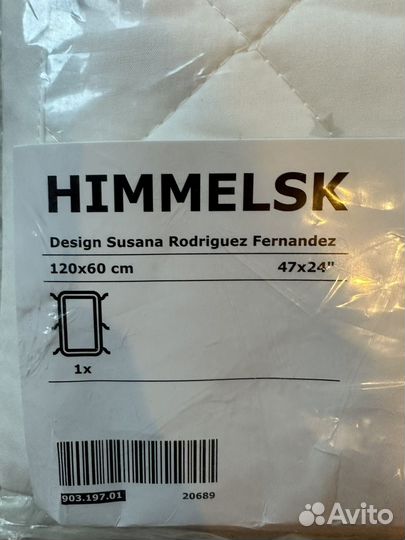 HIMMELSK
Design Susana Rodriguez Fernandez
120x60 cm 47x24"
1x
903.197.01 20689
Avito